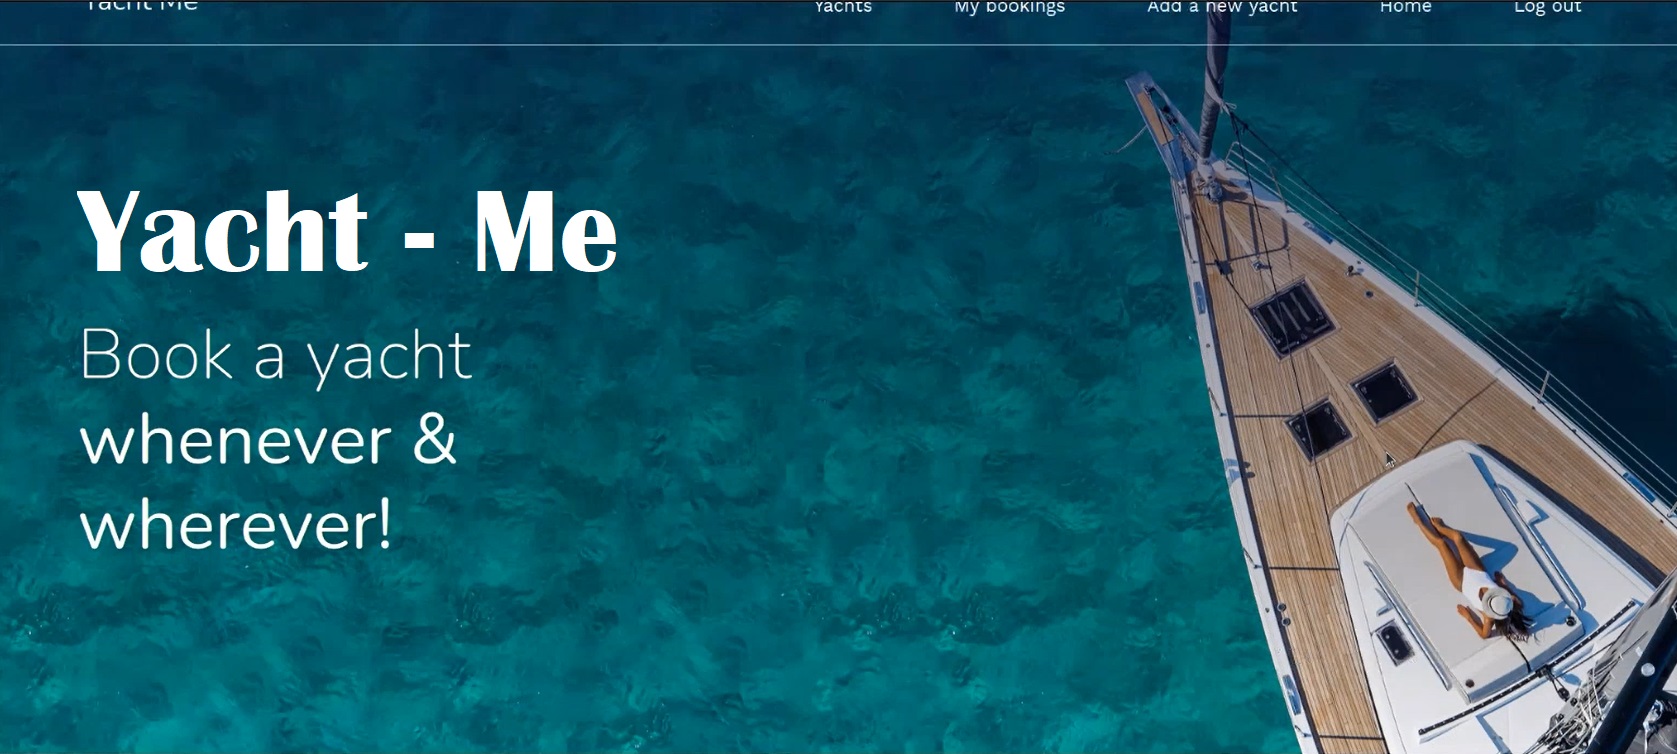 Yacht Me
Yachts
My bookings
Add a new yacht
Home
Log out
Yacht - Me
Book a yacht
whenever &
wherever!